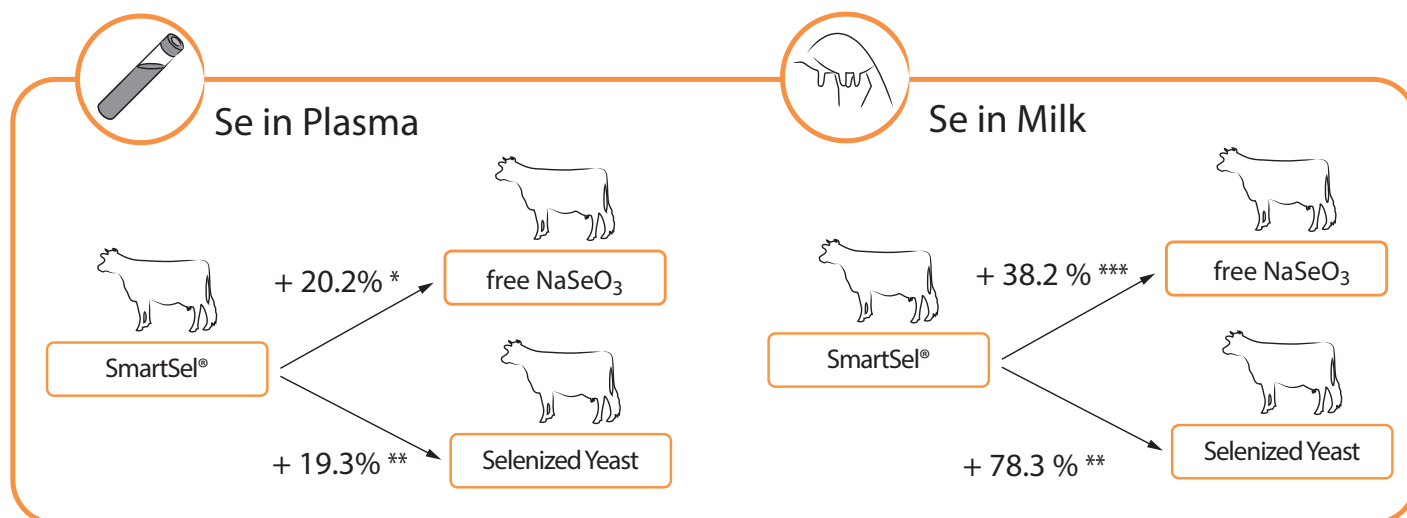 Se in Plasma
+ 20.2% *
free NaSeO₃
SmartSel®
+ 19.3% **
Selenized Yeast
Se in Milk
+ 38.2 % ***
free NaSeO₃
SmartSel®
+ 78.3 % **
Selenized Yeast